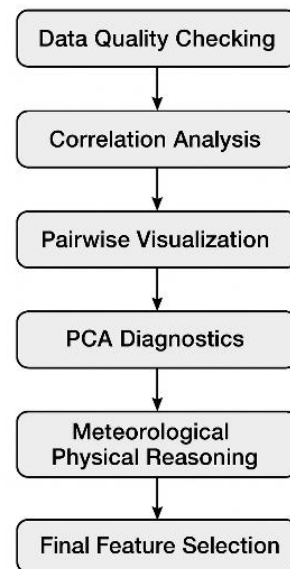 Data Quality Checking
Correlation Analysis
Pairwise Visualization
PCA Diagnostics
Meteorological
Physical Reasoning
Final Feature Selection